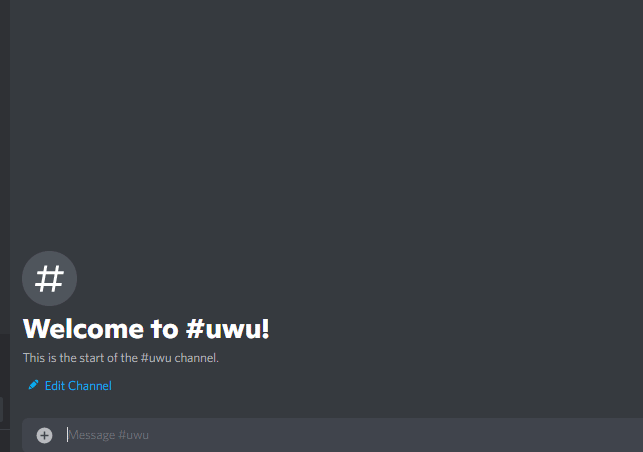 #
Welcome to #uwu!
This is the start of the #uwu channel.
Edit Channel
Message #uwu